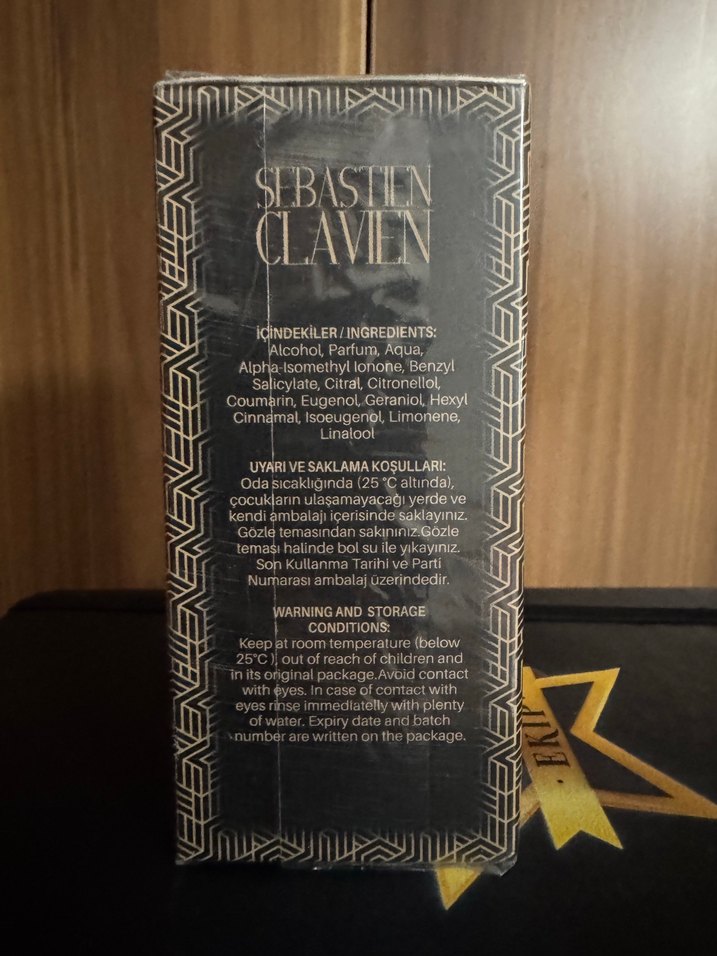 SEBASTIEN
CLAVIEN
İÇİNDEKİLER / INGREDIENTS:
Alcohol, Parfum, Aqua,
Alpha-Isomethyl Ionone, Benzyl
Salicylate, Citral, Citronellol,
Coumarin, Eugenol, Geraniol, Hexyl
Cinnamal, Isoeugenol, Limonene,
Linalool
UYARI VE SAKLAMA KOŞULLARI:
Oda sıcaklığında (25 °C altında),
çocukların ulaşamayacağı yerde ve
kendi ambalajı içerisinde saklayınız.
Gözle temasından sakınınız.Gözle
teması halinde bol su ile yıkayınız.
Son Kullanma Tarihi ve Parti
Numarası ambalaj üzerindedir.
WARNING AND STORAGE
CONDITIONS:
Keep at room temperature (below
25°C ), out of reach of children and
in its original package.Avoid contact
with eyes. In case of contact with
eyes rinse immediatelly with plenty
of water. Expiry date and batch
number are written on the package.
EKIP